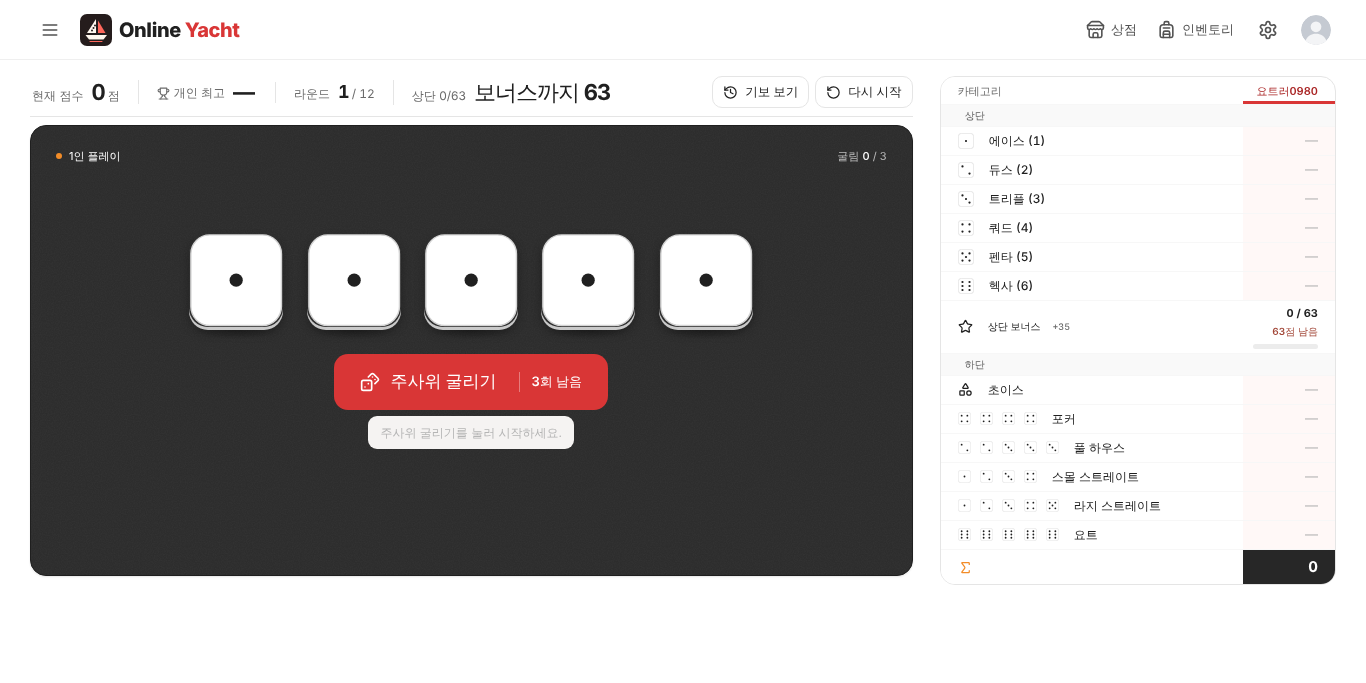 Online Yacht
상점
인벤토리
현재 점수 0점
개인 최고 —
라운드 1 / 12
상단 0/63 보너스까지 63
기보 보기
다시 시작
1인 플레이
굴림 0 / 3
주사위 굴리기
3회 남음
주사위 굴리기를 눌러 시작하세요.
카테고리
요트러0980
상단
에이스 (1) —
듀스 (2) —
트리플 (3) —
쿼드 (4) —
펜타 (5) —
헥사 (6) —
상단 보너스 +35
0 / 63
63점 남음
하단
초이스 —
포커 —
풀 하우스 —
스몰 스트레이트 —
라지 스트레이트 —
요트 —
Σ 0